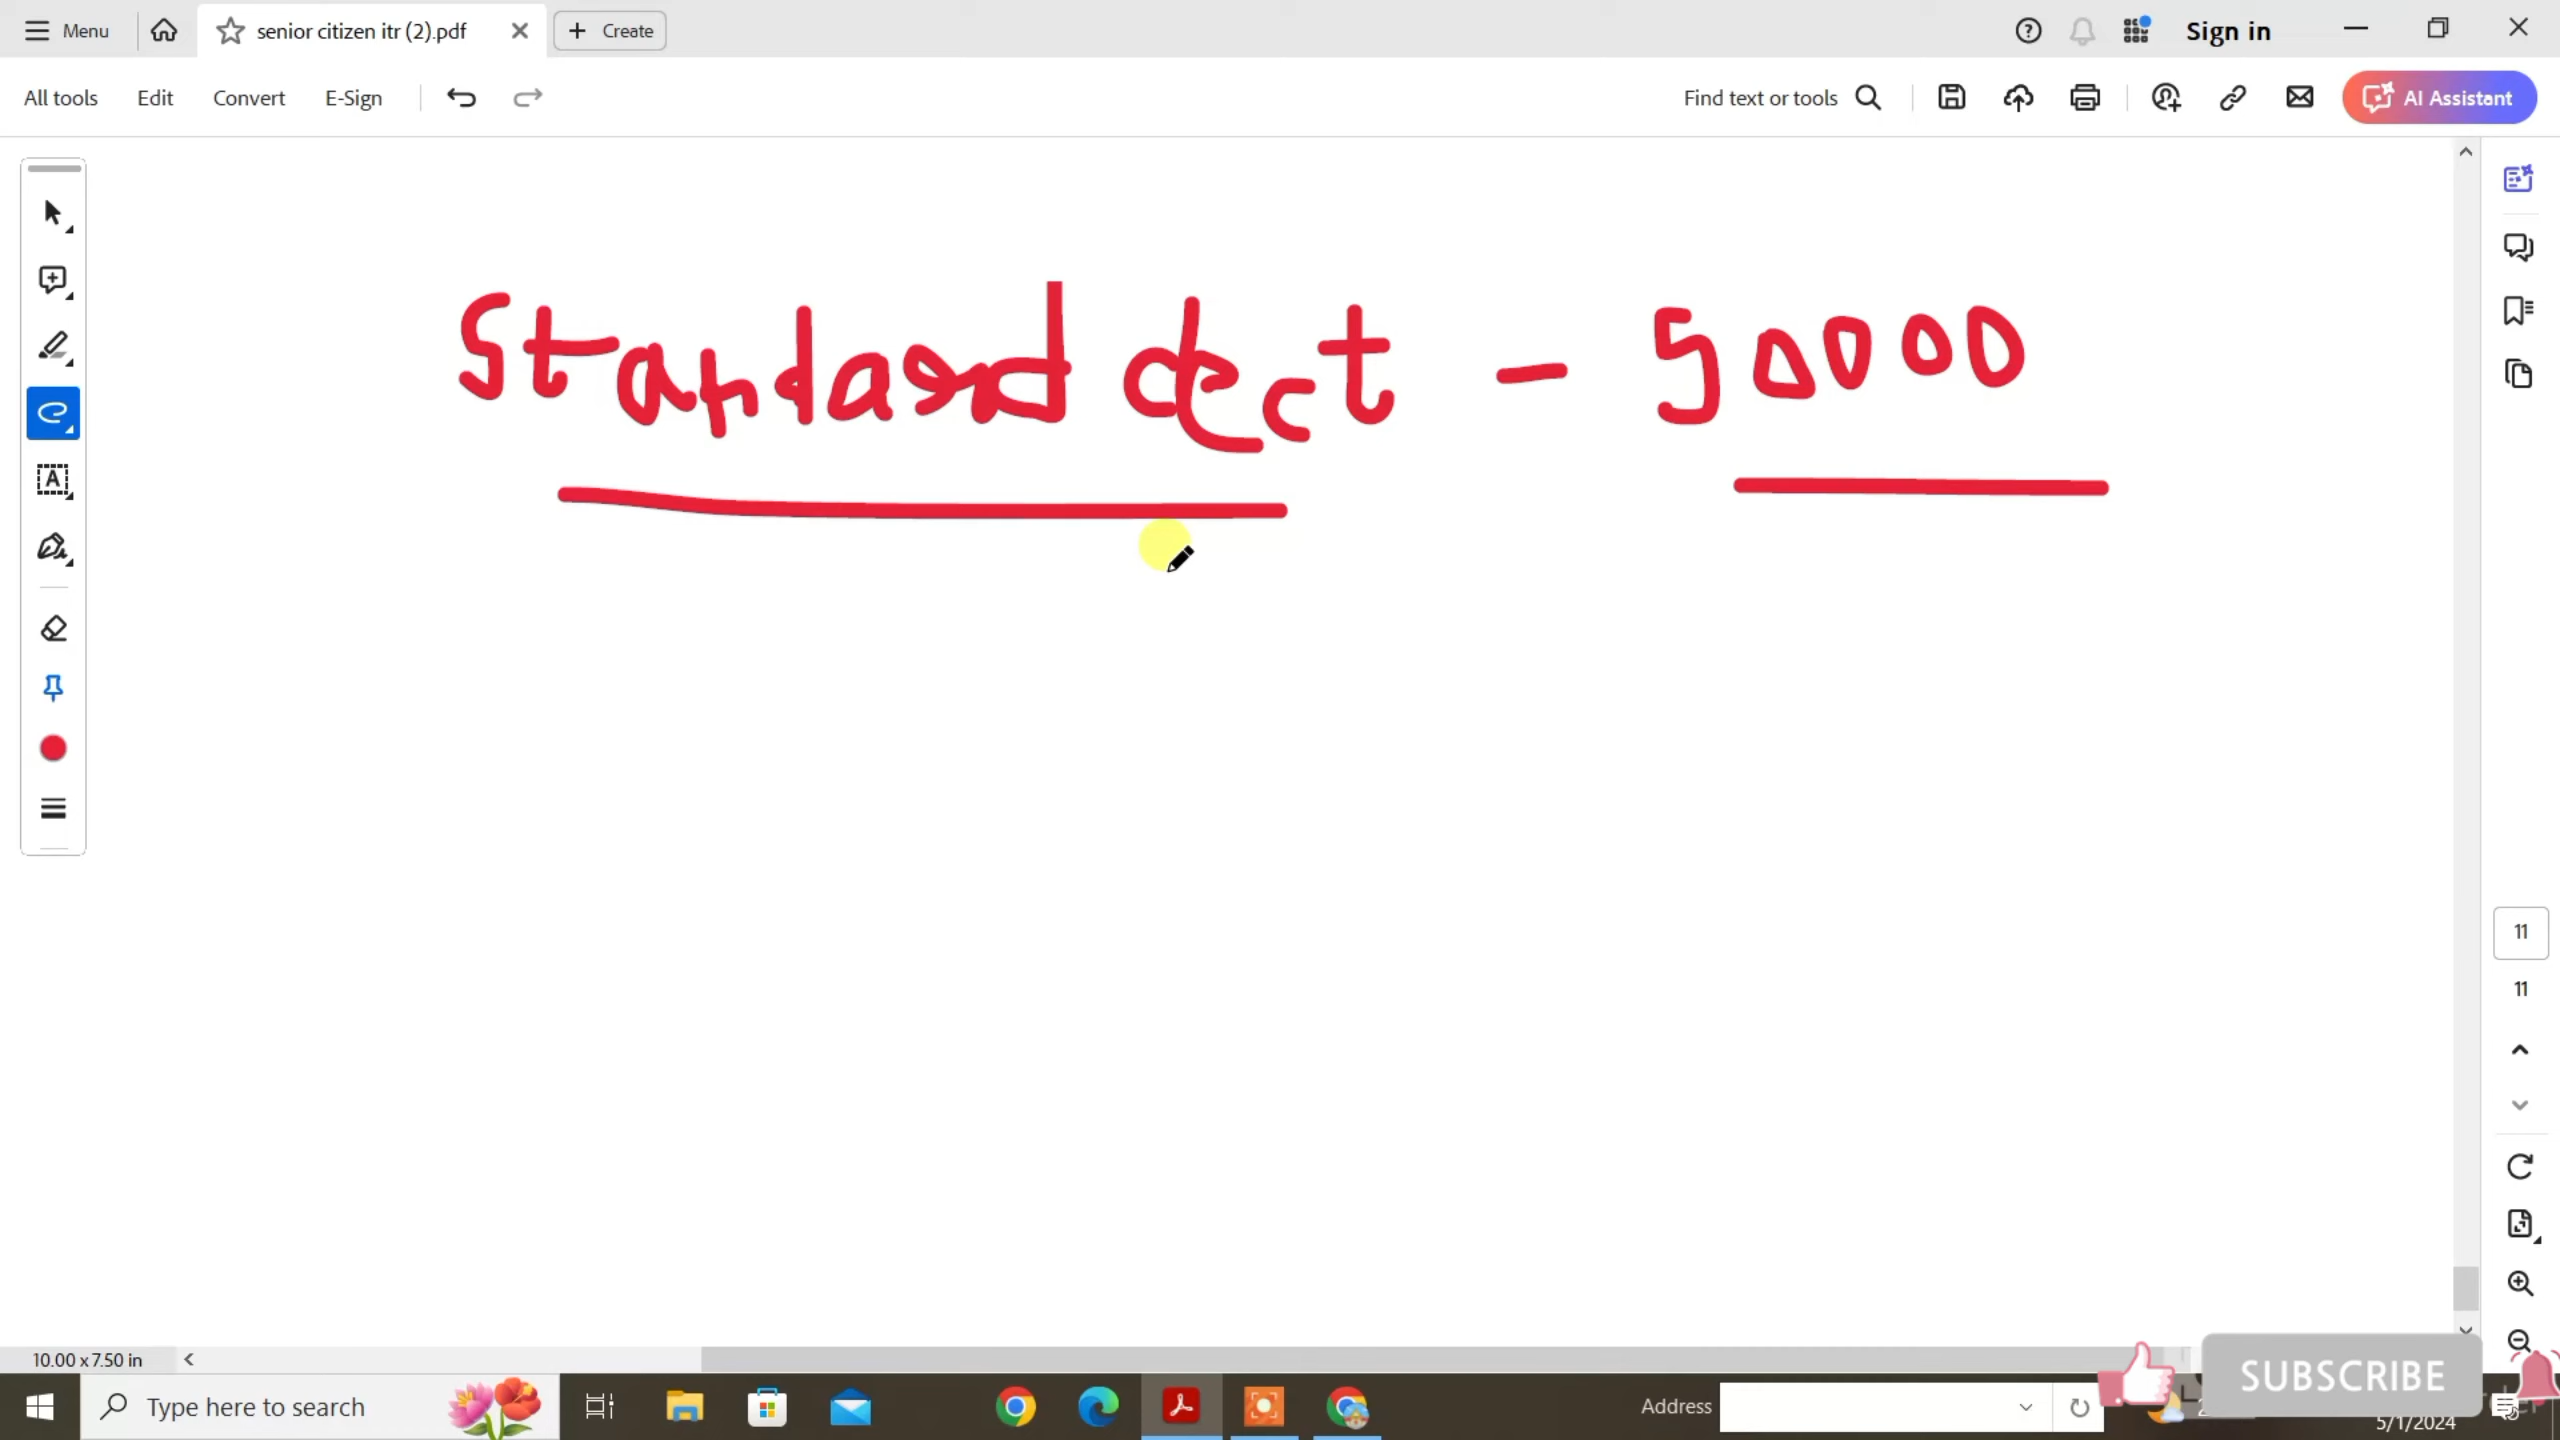 Menu
senior citizen itr (2).pdf
Create
Sign in
All tools
Edit
Convert
E-Sign
Find text or tools
AI Assistant
Standard dect - 50000
11
11
10.00 x 7.50 in
Type here to search
Address
SUBSCRIBE
5/1/2024